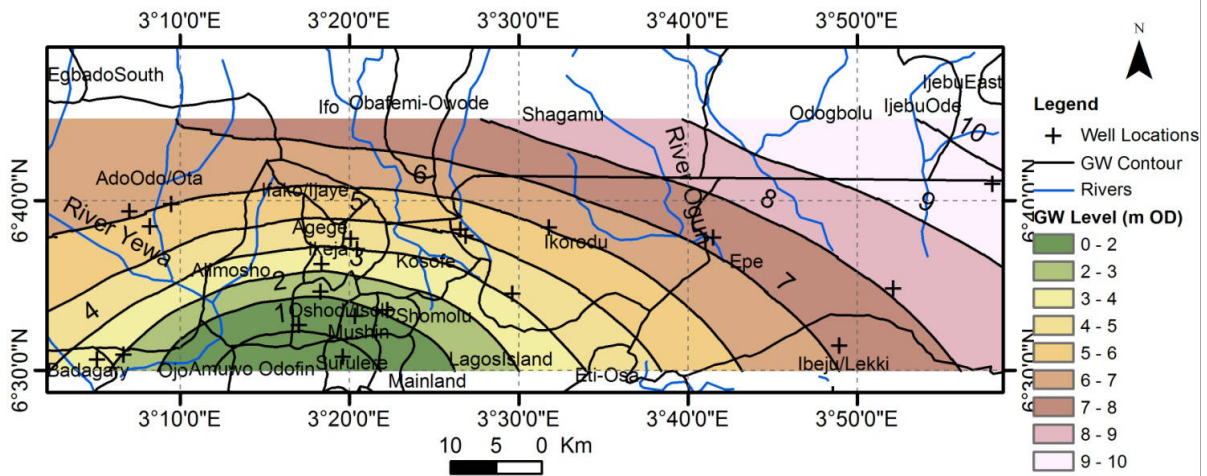 3°10'0"E 3°20'0"E 3°30'0"E 3°40'0"E 3°50'0"E
N
EgbadoSouth
IjebuEast
Ifo Obafemi-Owode
Shagamu
Odogbolu
IjebuOde
10
Legend
Well Locations
GW Contour
Rivers
GW Level (m OD)
0 - 2
2 - 3
3 - 4
4 - 5
5 - 6
6 - 7
7 - 8
8 - 9
9 - 10
6°40'0"N
6°40'0"N
AdoOdo/Ota
Ifako/Ijaye
6
5
8
9
River Yewa
River Ogun
Agege
Ikeja
3
Ikorodu
Alimosho
Kosofe
Epe
2
7
4
1
Shomolu
Mushin
Surulere
LagosIsland
Ibeju/Lekki
Badagary
Ojo
Amuwo Odofin
Mainland
Eti-Osa
6°30'0"N
6°30'0"N
3°10'0"E 3°20'0"E 3°30'0"E 3°40'0"E 3°50'0"E
10 5 0 Km